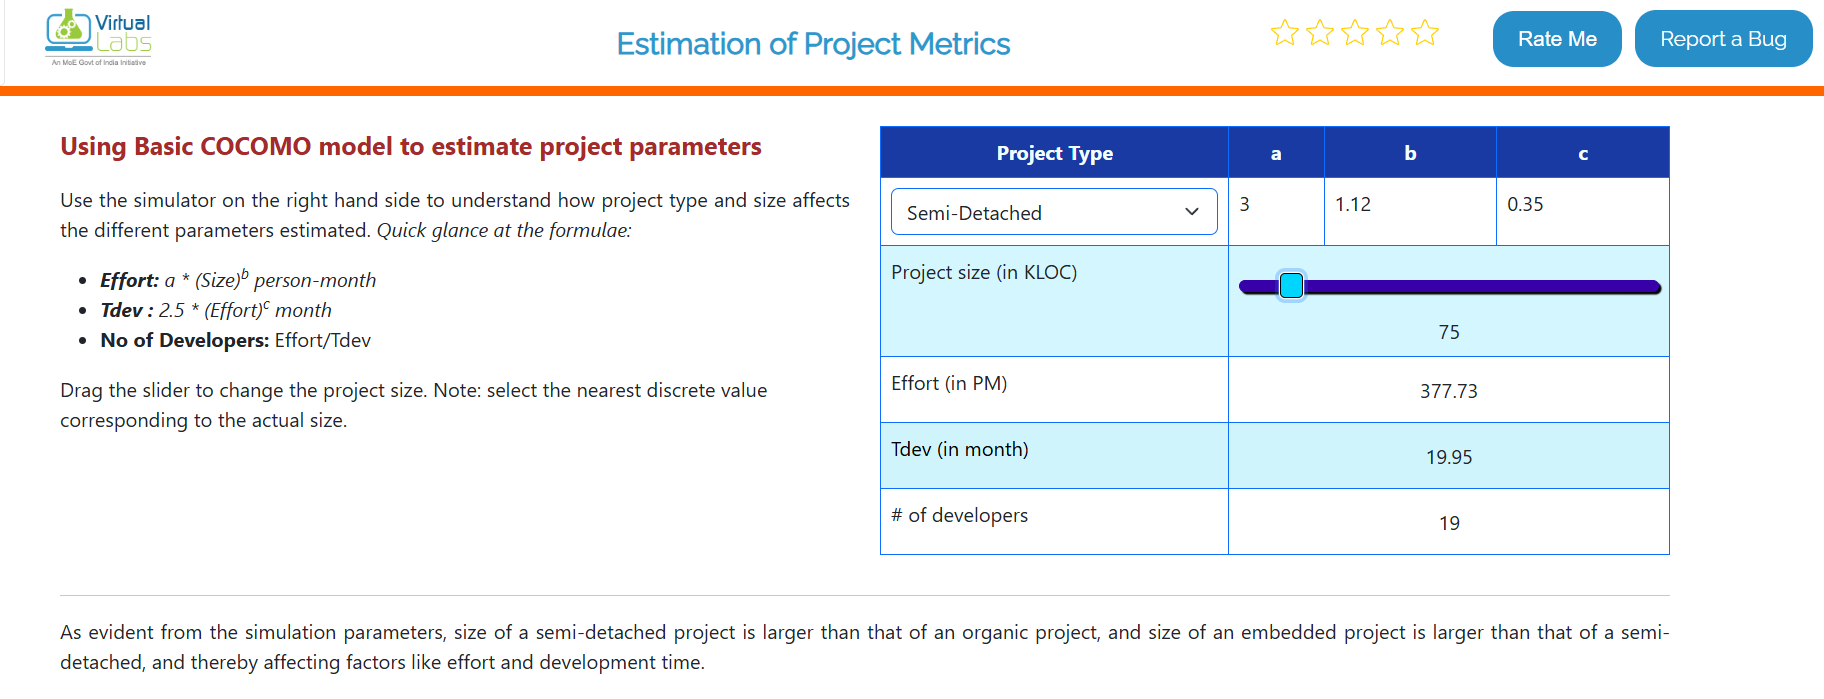 Virtual
Labs
An MoE Govt of India Initiative
Estimation of Project Metrics
Rate Me
Report a Bug
Using Basic COCOMO model to estimate project parameters
Use the simulator on the right hand side to understand how project type and size affects
the different parameters estimated. Quick glance at the formulae:
• Effort: a * (Size)^b person-month
• Tdev : 2.5 * (Effort)^c month
• No of Developers: Effort/Tdev
Drag the slider to change the project size. Note: select the nearest discrete value
corresponding to the actual size.
Project Type a b c
Semi-Detached 3 1.12 0.35
Project size (in KLOC)
75
Effort (in PM) 377.73
Tdev (in month) 19.95
# of developers 19
As evident from the simulation parameters, size of a semi-detached project is larger than that of an organic project, and size of an embedded project is larger than that of a semi-
detached, and thereby affecting factors like effort and development time.